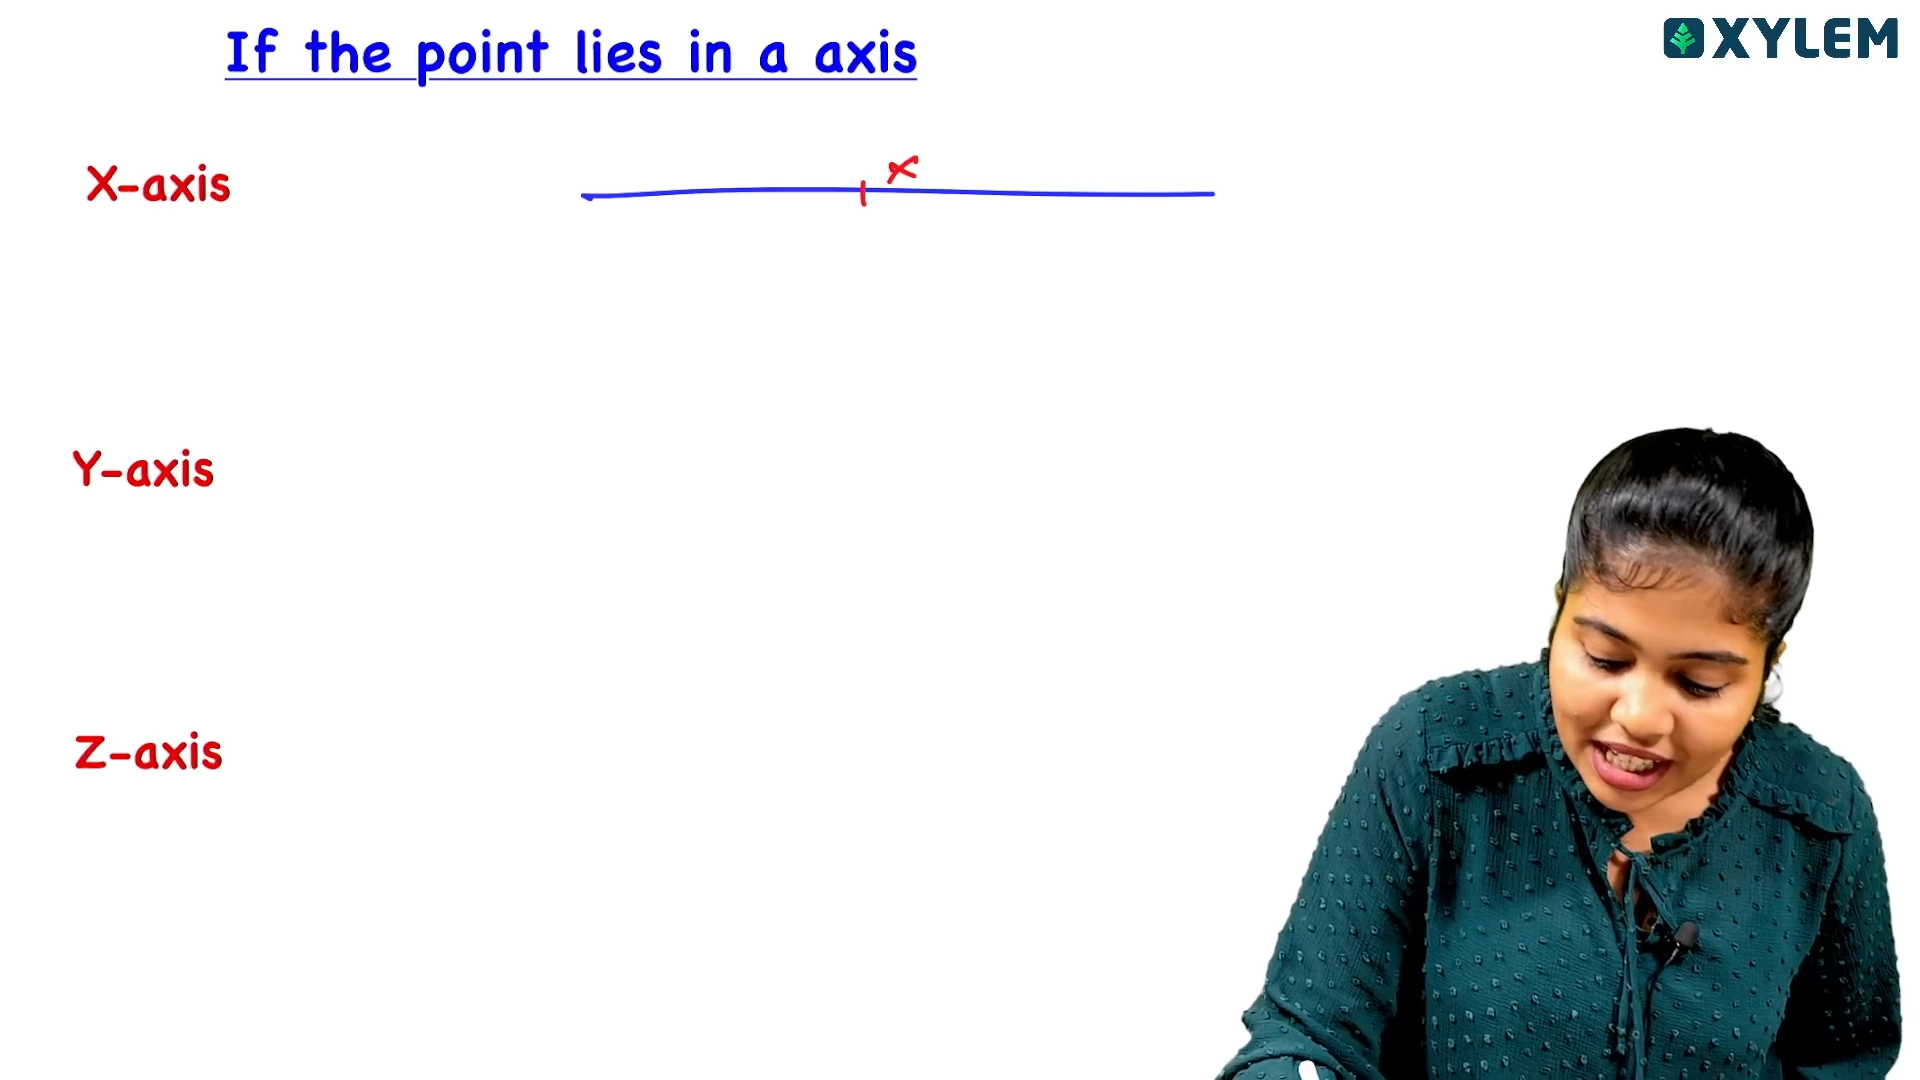 If the point lies in a axis
XYLEM
X-axis
x
Y-axis
Z-axis